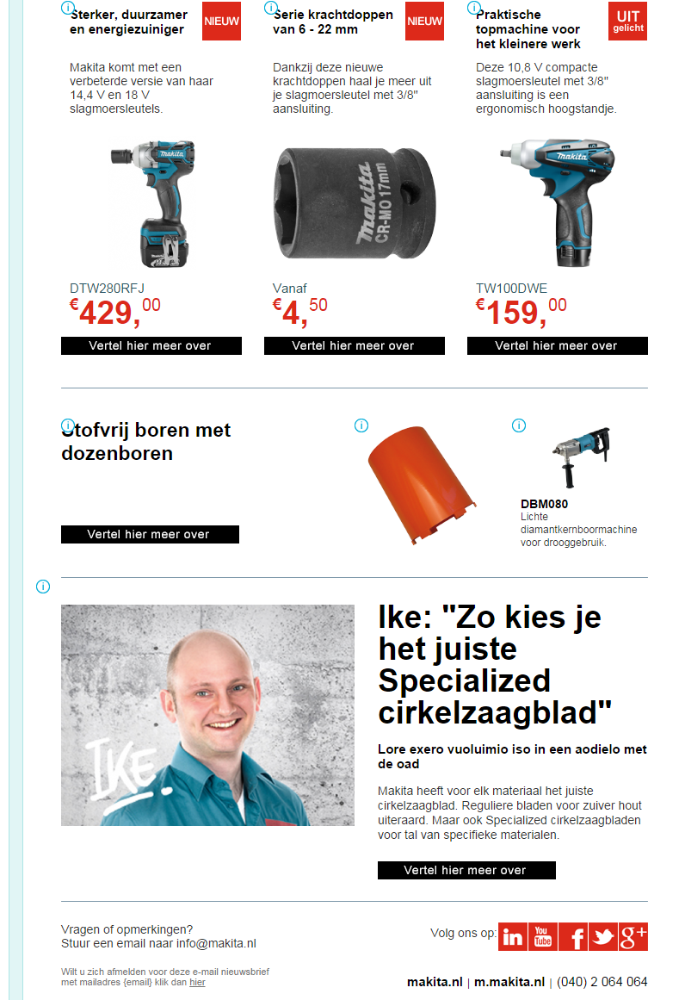 Sterker, duurzamer
en energiezuiniger
NIEUW
Makita komt met een
verbeterde versie van haar
14,4 V en 18 V
slagmoersleutels.
makita
DTW280RFJ
€429,00
Vertel hier meer over
Serie krachtdoppen
van 6 - 22 mm
NIEUW
Dankzij deze nieuwe
krachtdoppen haal je meer uit
je slagmoersleutel met 3/8"
aansluiting.
makita
CR-MO 17mm
Vanaf
€4,50
Vertel hier meer over
Praktische
topmachine voor
het kleinere werk
UIT
gelicht
Deze 10,8 V compacte
slagmoersleutel met 3/8"
aansluiting is een
ergonomisch hoogstandje.
makita
TW100DWE
€159,00
Vertel hier meer over
Stofvrij boren met
dozenboren
Vertel hier meer over
DBM080
Lichte
diamantkernboormachine
voor drooggebruik.
IKE.
Ike: "Zo kies je
het juiste
Specialized
cirkelzaagblad"
Lore exero vuoluimio iso in een aodielo met
de oad
Makita heeft voor elk materiaal het juiste
cirkelzaagblad. Reguliere bladen voor zuiver hout
uiteraard. Maar ook Specialized cirkelzaagbladen
voor tal van specifieke materialen.
Vertel hier meer over
Vragen of opmerkingen?
Stuur een email naar info@makita.nl
Volg ons op:
in
You
Tube
f
g+
Wilt u zich afmelden voor deze e-mail nieuwsbrief
met mailadres {email} klik dan hier
makita.nl | m.makita.nl | (040) 2 064 064